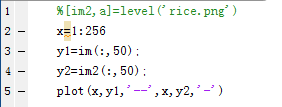 1 %[im2,a]=level('rice.png')
2 - x=1:256
3 - y1=im(:,50);
4 - y2=im2(:,50);
5 - plot(x,y1,'--',x,y2,'-')